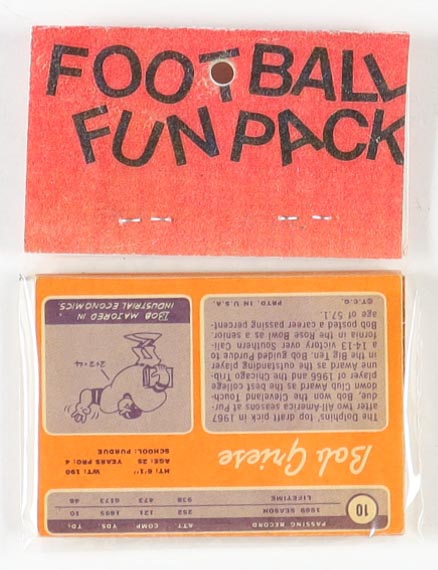 FOOTBALL
FUN PACK
10
PASSING RECORD ATT. COMP. YDS. TD's
1969 SEASON 252 121 1695 10
LIFETIME 938 473 6173 46
HT: 6'1" WT: 190
AGE: 25 YEARS PRO: 4
SCHOOL: PURDUE
Bob Griese
The Dolphins' top draft pick in 1967
after two All-America seasons at Pur-
due, Bob won the Cleveland Touch-
down Club Award as the best college
player of 1966 and the Chicago Trib-
une Award as the outstanding player
in the Big Ten. Bob guided Purdue to
a 14-13 victory over Southern Cali-
fornia in the Rose Bowl as a senior.
Bob posted a career passing percent-
age of 57.1.
©T.C.G. PRTD. IN U.S.A.
2+2=4
BOB MAJORED IN
INDUSTRIAL ECONOMICS.